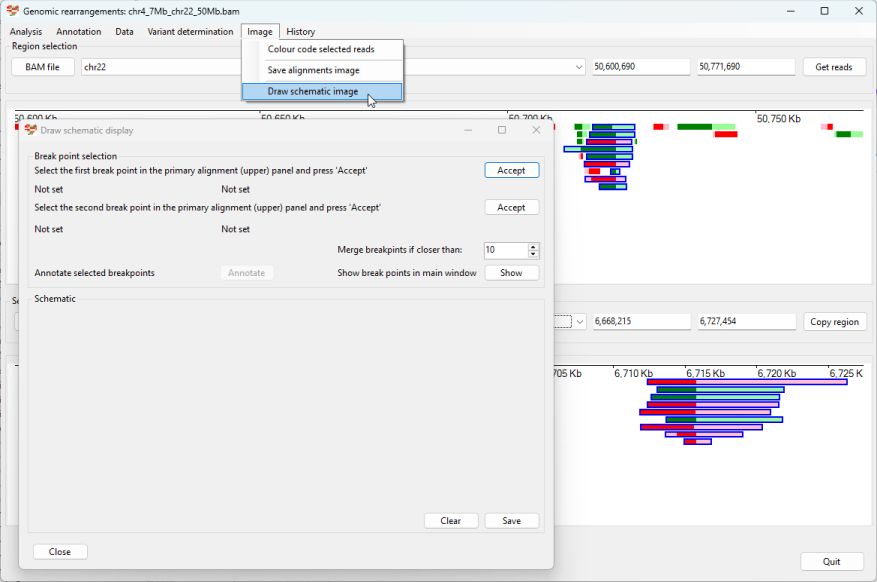 Genomic rearrangements: chr4_7Mb_chr22_50Mb.bam
Analysis Annotation Data Variant determination Image History
Region selection
Colour code selected reads
Save alignments image
Draw schematic image
BAM file chr22 50,600,690 50,771,690 Get reads
50,600 Kb 50,650 Kb 50,700 Kb 50,750 Kb
Draw schematic display
Break point selection
Select the first break point in the primary alignment (upper) panel and press 'Accept' Accept
Not set Not set
Select the second break point in the primary alignment (upper) panel and press 'Accept' Accept
Not set Not set
Merge breakpints if closer than: 10
Annotate selected breakpoints Annotate Show break points in main window Show
Schematic
6,668,215 6,727,454 Copy region
705 Kb 6,710 Kb 6,715 Kb 6,720 Kb 6,725 K
Clear Save
Close
Quit